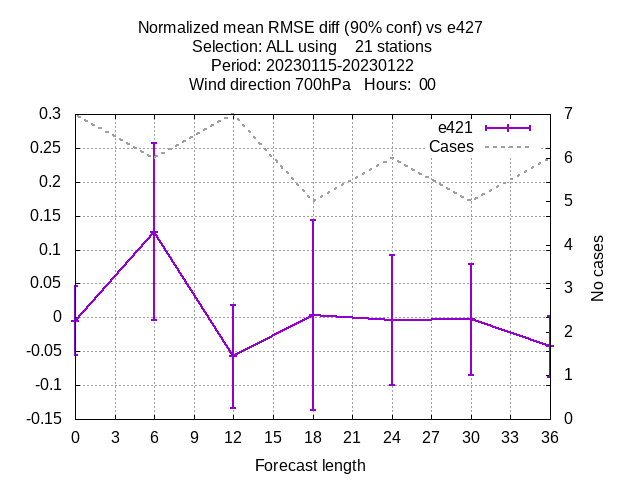 Normalized mean RMSE diff (90% conf) vs e427
Selection: ALL using    21 stations
Period: 20230115-20230122
Wind direction 700hPa   Hours:  00
0.3
0.25
0.2
0.15
0.1
0.05
0
-0.05
-0.1
-0.15
e421
Cases
7
6
5
4
3
2
1
0
No cases
0 3 6 9 12 15 18 21 24 27 30 33 36
Forecast length